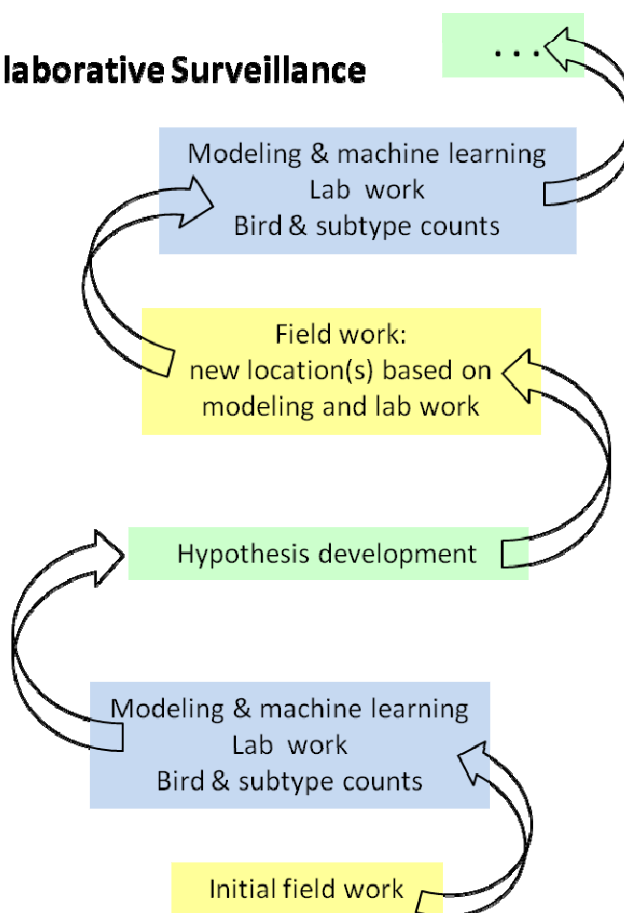 laborative Surveillance
...
Modeling & machine learning
Lab work
Bird & subtype counts
Field work:
new location(s) based on
modeling and lab work
Hypothesis development
Modeling & machine learning
Lab work
Bird & subtype counts
Initial field work